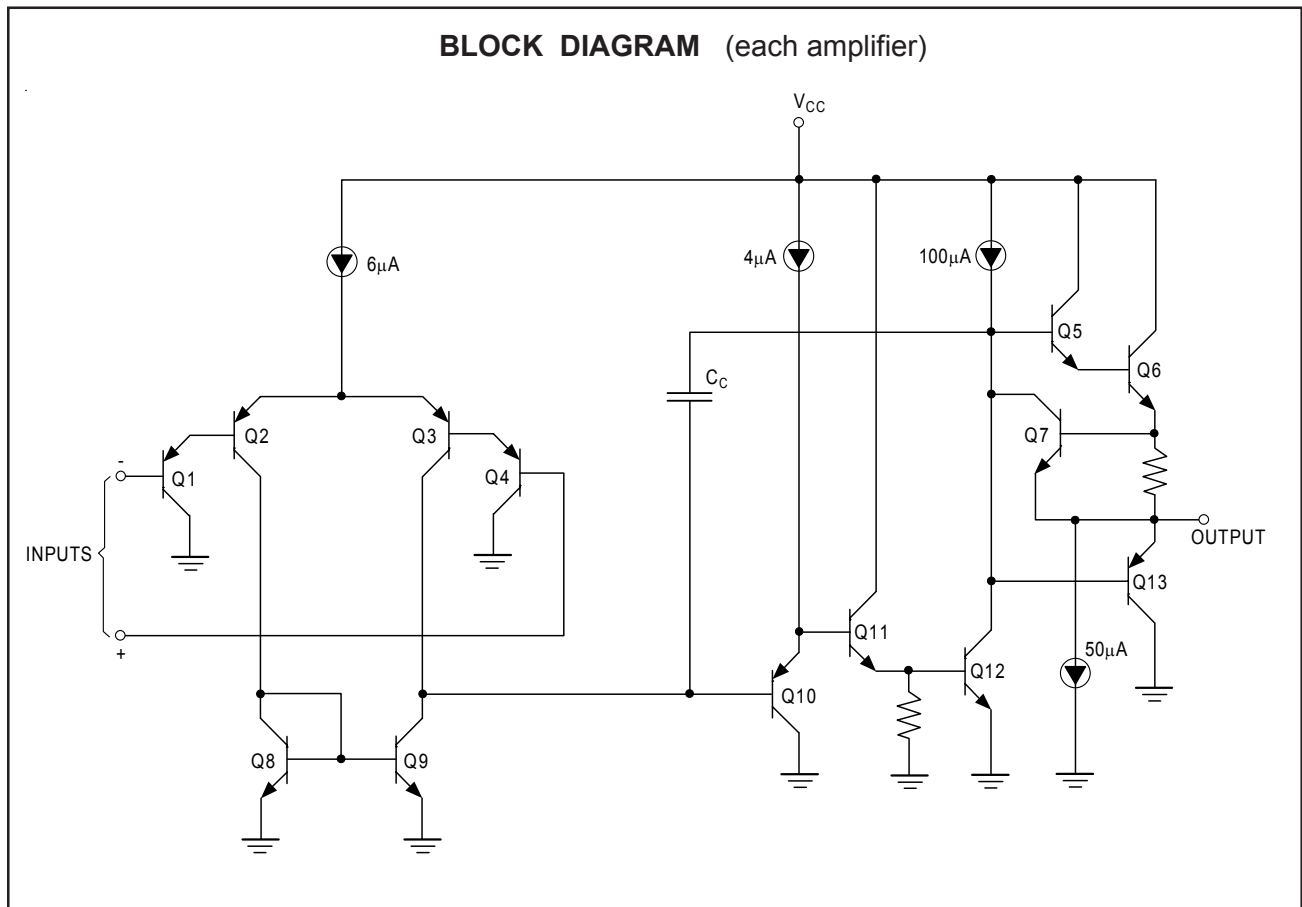 BLOCK DIAGRAM (each amplifier)
VCC
6μA
4μA
100μA
Q5
Q6
CC
Q2
Q3
Q7
-
Q1
Q4
INPUTS
OUTPUT
Q13
Q11
+
50μA
Q12
Q10
Q8
Q9